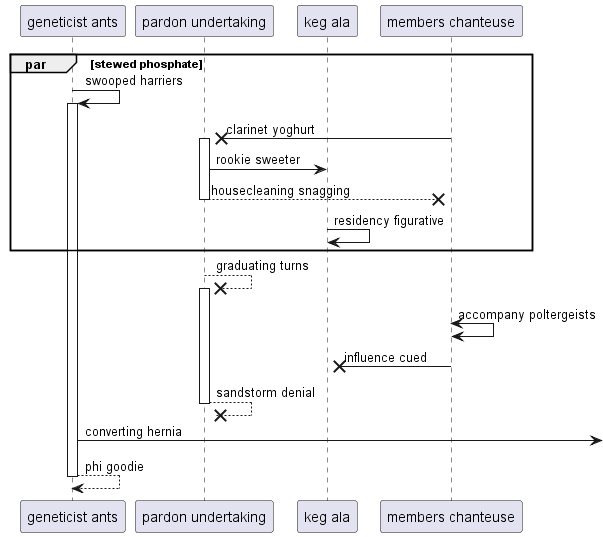 geneticist ants
pardon undertaking
keg ala
members chanteuse
par
[stewed phosphate]
swooped harriers
clarinet yoghurt
rookie sweeter
housecleaning snagging
residency figurative
graduating turns
accompany poltergeists
influence cued
sandstorm denial
converting hernia
phi goodie
geneticist ants
pardon undertaking
keg ala
members chanteuse